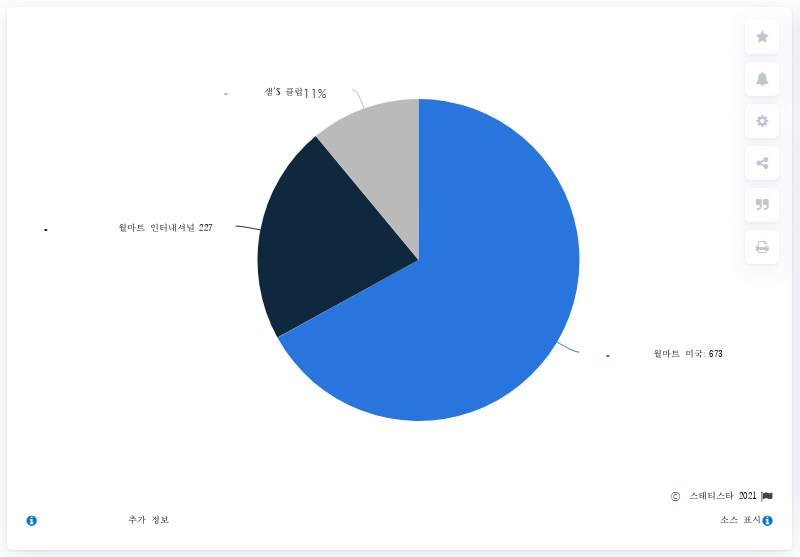 샘'S 클럽11%
월마트 인터내셔널 227
월마트 미국: 673
© 스태티스타 2021
추가 정보
소스 표시